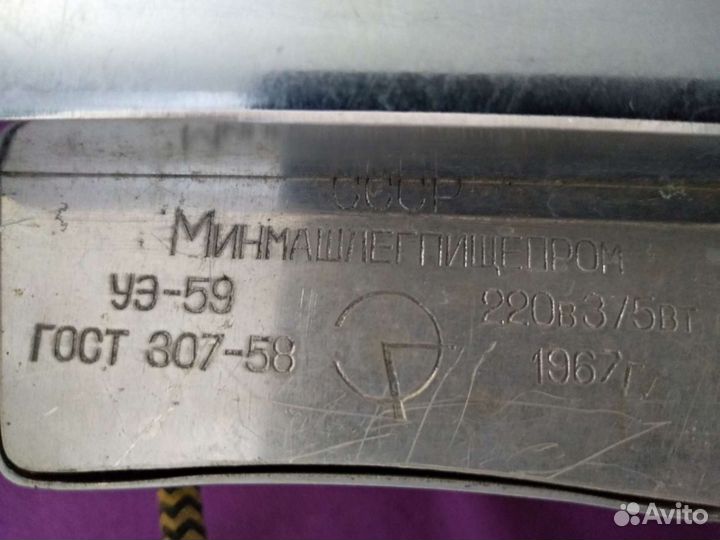 СССР
МИНМАШЛЕГПИЩЕПРОМ
УЭ-59
220в 375вт
ГОСТ 307-58
1967г.
Avito